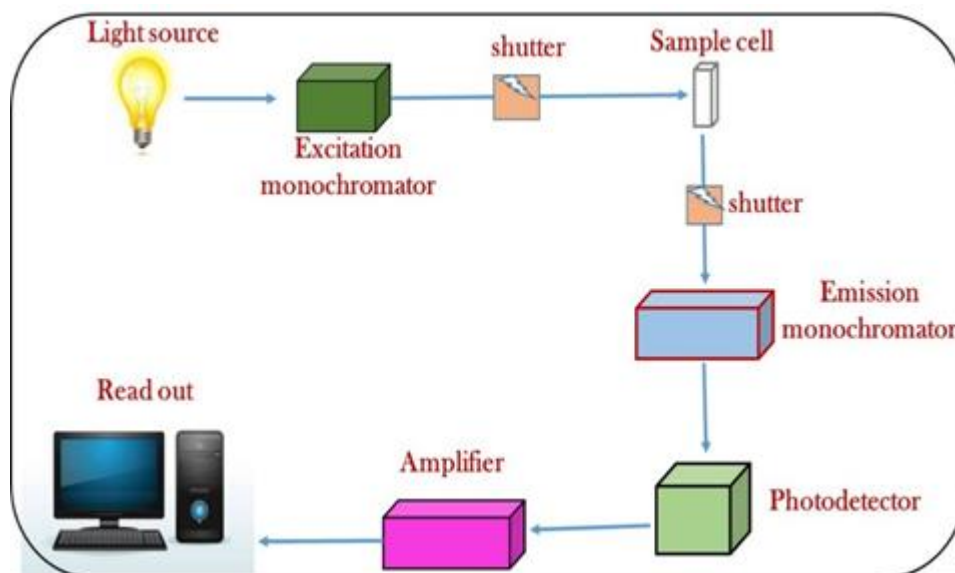 Light source
shutter
Sample cell
Excitation
monochromator
shutter
Emission
monochromator
Read out
Amplifier
Photodetector